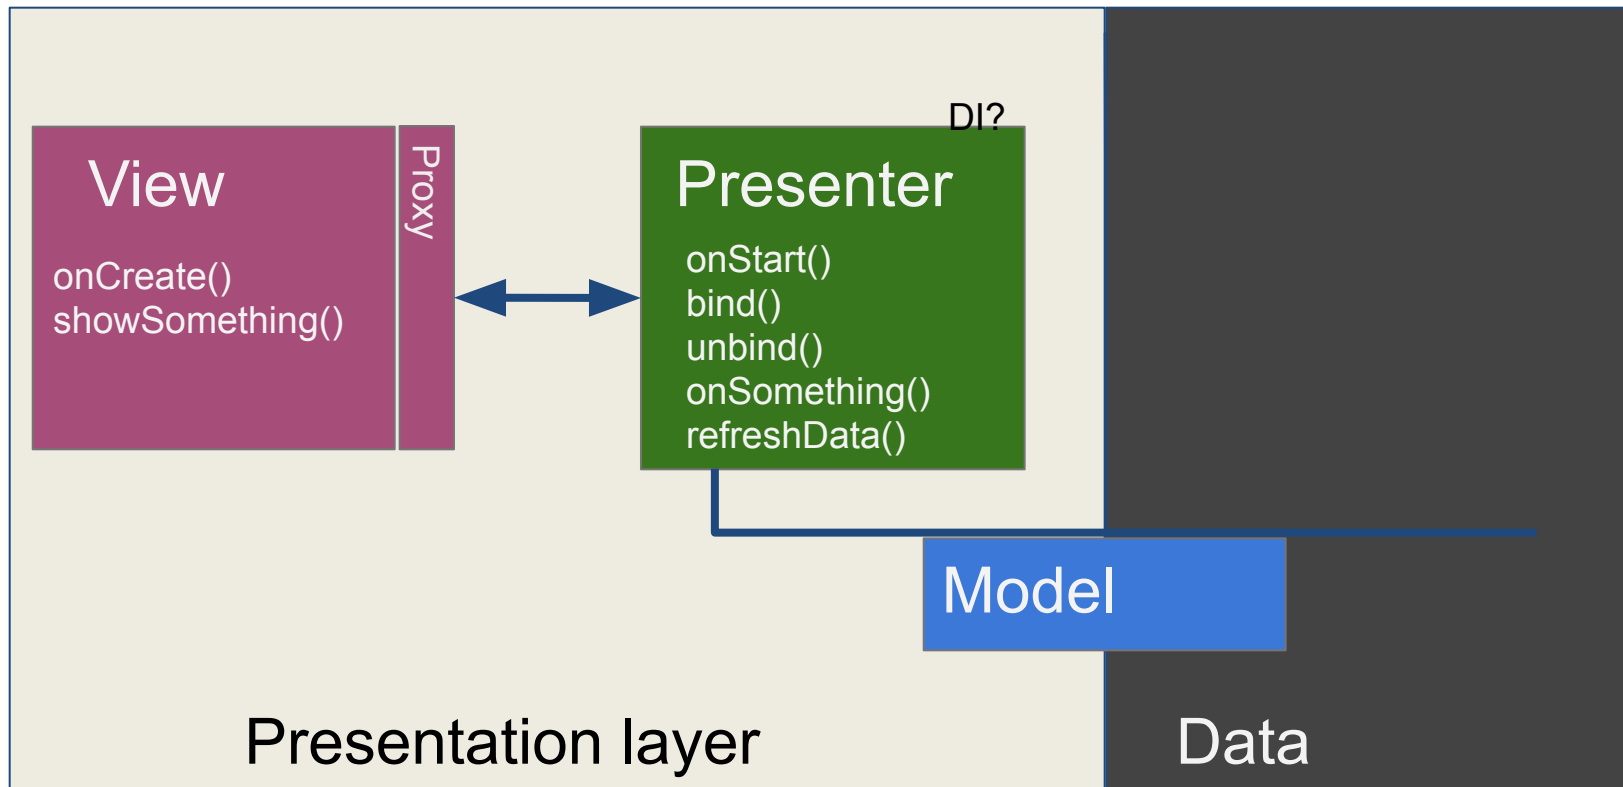 View
onCreate()
showSomething()
Proxy
DI?
Presenter
onStart()
bind()
unbind()
onSomething()
refreshData()
Model
Presentation layer
Data